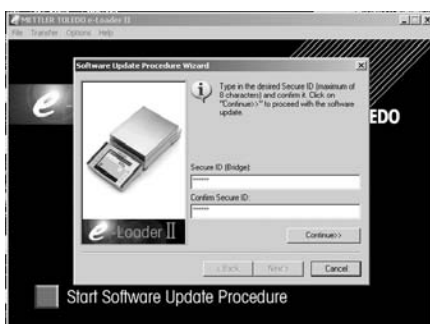 METTLER TOLEDO e-Loader II
File Transfer Options Help
Software Update Procedure Wizard
Type in the desired Secure ID (maximum of
8 characters) and confirm it. Click on
"Continue>>" to proceed with the software
update.
e
EDO
Secure ID (Bridge):
Confirm Secure ID:
e-Loader II
Continue>>
< Back Next > Cancel
Start Software Update Procedure